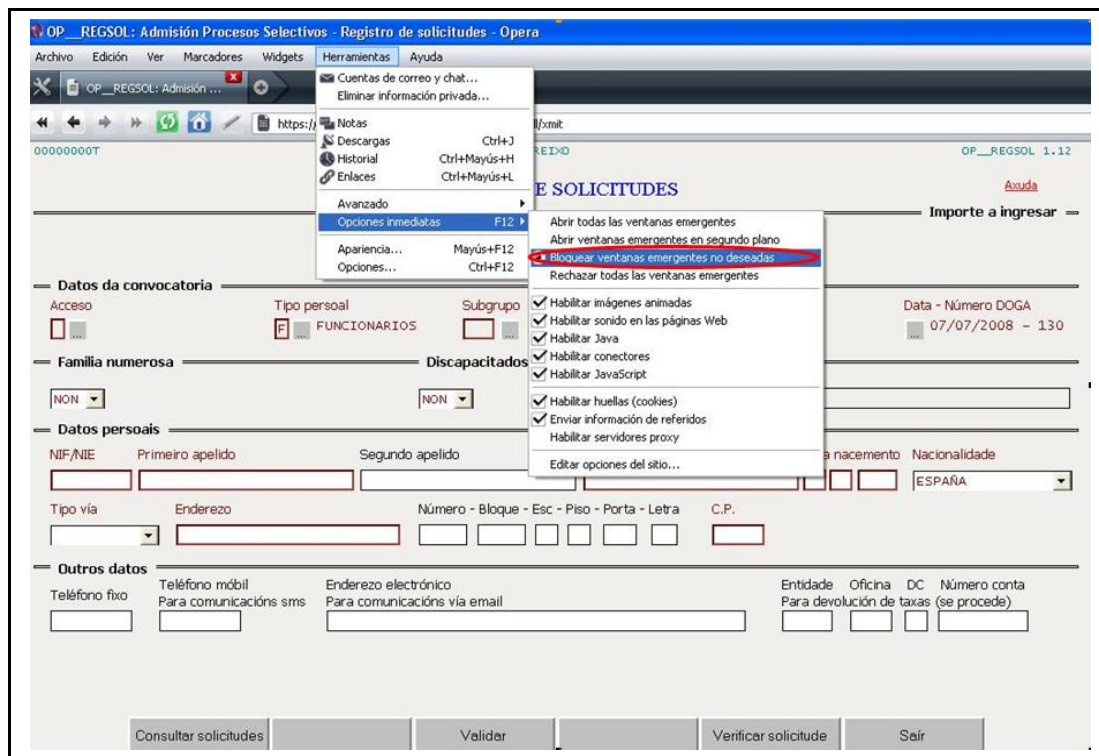 OP__REGSOL: Admisión Procesos Selectivos - Registro de solicitudes - Opera
Archivo Edición Ver Marcadores Widgets Herramientas Ayuda
OP__REGSOL: Admisión ...
Cuentas de correo y chat...
Eliminar información privada...
Notas
Descargas Ctrl+J
Historial Ctrl+Mayús+H
Enlaces Ctrl+Mayús+L
Avanzado
Opciones inmediatas F12
Apariencia... Mayús+F12
Opciones... Ctrl+F12
https:/
/xmit
00000000T OP__REGSOL 1.12
E SOLICITUDES Axuda
Importe a ingresar
Abrir todas las ventanas emergentes
Abrir ventanas emergentes en segundo plano
Bloquear ventanas emergentes no deseadas
Rechazar todas las ventanas emergentes
Habilitar imágenes animadas
Habilitar sonido en las páginas Web
Habilitar Java
Habilitar conectores
Habilitar JavaScript
Habilitar huellas (cookies)
Enviar información de referidos
Habilitar servidores proxy
Editar opciones del sitio...
Datos da convocatoria
Acceso Tipo persoal Subgrupo Data - Número DOGA
F ... FUNCIONARIOS ... 07/07/2008 - 130
Familia numerosa Discapacitados
NON NON
Datos persoais
NIF/NIE Primeiro apelido Segundo apelido nacemento Nacionalidade
ESPAÑA
Tipo vía Enderezo Número - Bloque - Esc - Piso - Porta - Letra C.P.
Outros datos
Teléfono fixo
Teléfono móbil
Para comunicacións sms
Enderezo electrónico
Para comunicacións vía email
Entidade Oficina DC Número conta
Para devolución de taxas (se procede)
Consultar solicitudes Validar Verificar solicitude Saír